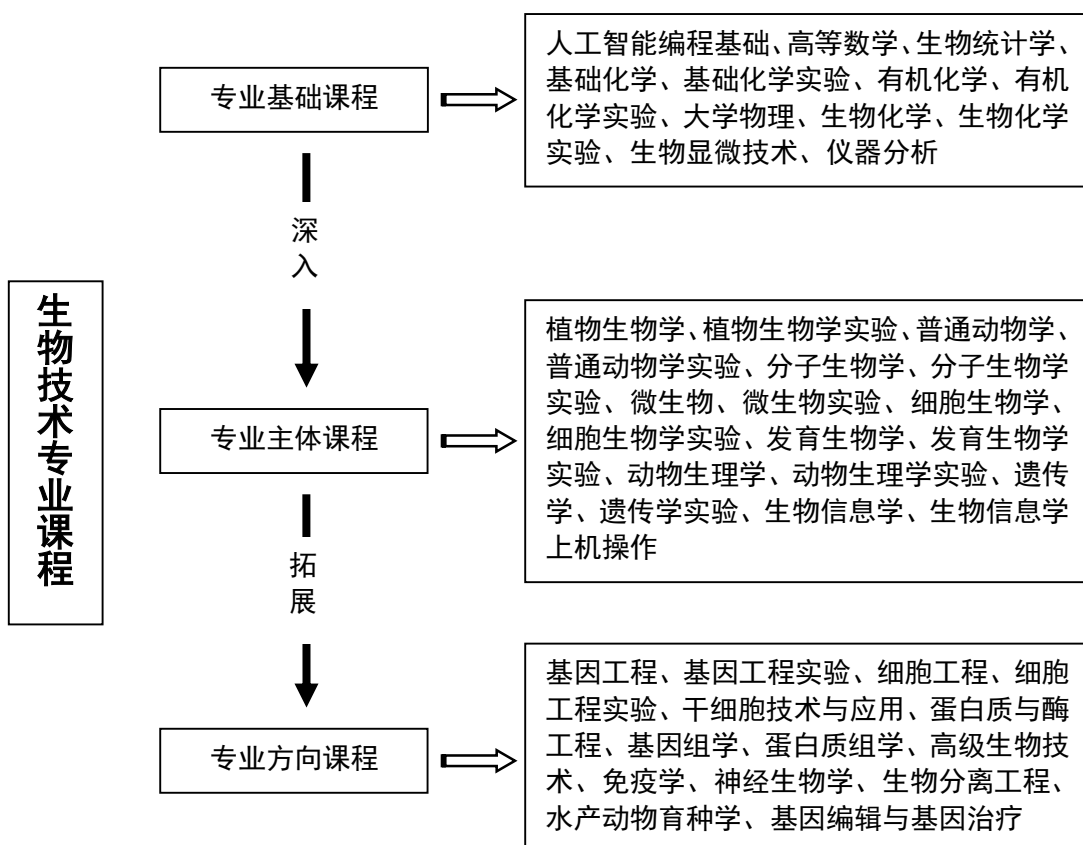 生物技术专业课程
专业基础课程
人工智能编程基础、高等数学、生物统计学、
基础化学、基础化学实验、有机化学、有机
化学实验、大学物理、生物化学、生物化学
实验、生物显微技术、仪器分析
深
入
专业主体课程
植物生物学、植物生物学实验、普通动物学、
普通动物学实验、分子生物学、分子生物学
实验、微生物、微生物实验、细胞生物学、
细胞生物学实验、发育生物学、发育生物学
实验、动物生理学、动物生理学实验、遗传
学、遗传学实验、生物信息学、生物信息学
上机操作
拓
展
专业方向课程
基因工程、基因工程实验、细胞工程、细胞
工程实验、干细胞技术与应用、蛋白质与酶
工程、基因组学、蛋白质组学、高级生物技
术、免疫学、神经生物学、生物分离工程、
水产动物育种学、基因编辑与基因治疗